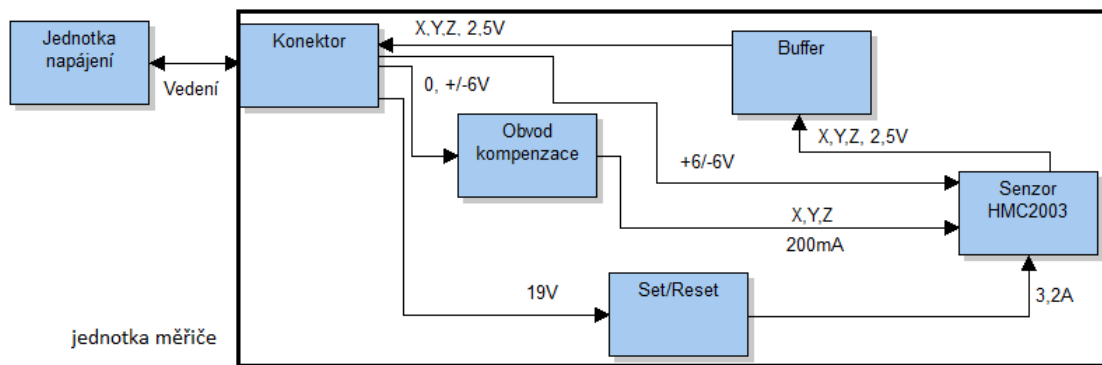 Jednotka
napájení
Vedení
Konektor
X,Y,Z, 2,5V
Buffer
0, +/-6V
Obvod
kompenzace
X,Y,Z, 2,5V
+6/-6V
Senzor
HMC2003
X,Y,Z
200mA
19V
Set/Reset
3,2A
jednotka měřiče